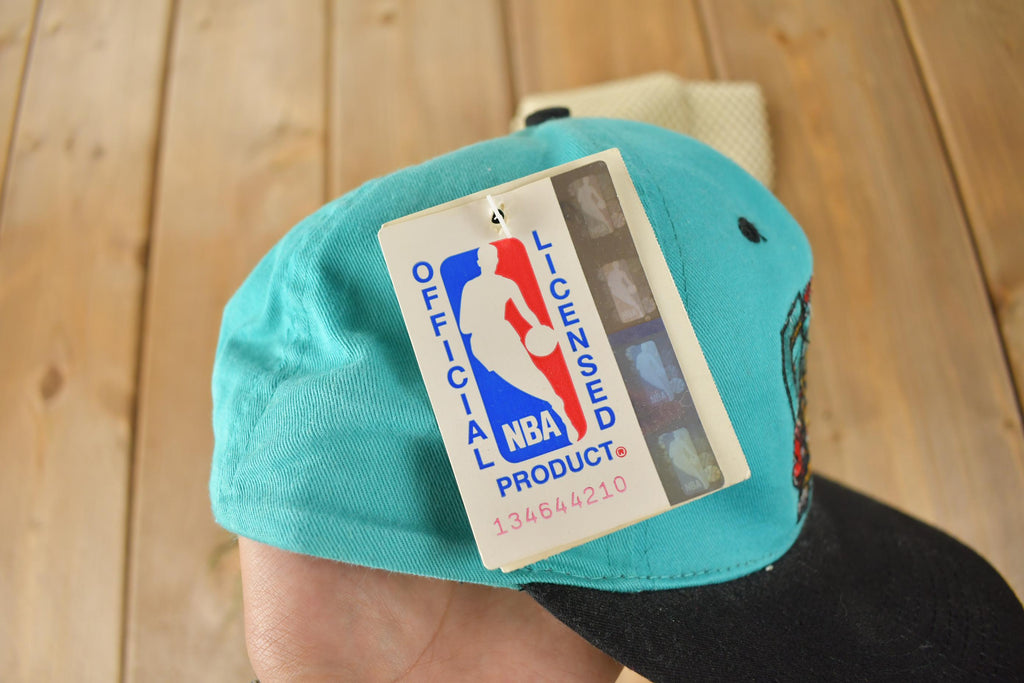 OFFICIAL
LICENSED
NBA
PRODUCT®
134644210